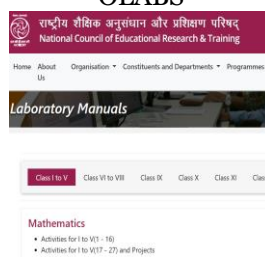 OLABS
राष्ट्रीय शैक्षिक अनुसंधान और प्रशिक्षण परिषद्
National Council of Educational Research & Training
Home About Us Organisation Constituents and Departments Programmes
Laboratory Manuals
Class I to V Class VI to VIII Class IX Class X Class XI Clas
Mathematics
• Activities for I to V(1 - 16)
• Activities for I to V(17 - 27) and Projects